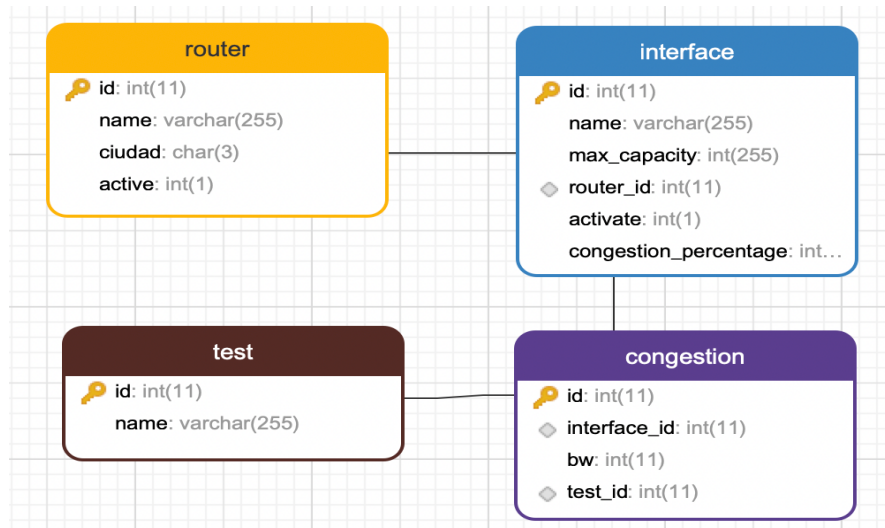 router
id: int(11)
name: varchar(255)
ciudad: char(3)
active: int(1)
interface
id: int(11)
name: varchar(255)
max_capacity: int(255)
router_id: int(11)
activate: int(1)
congestion_percentage: int...
test
id: int(11)
name: varchar(255)
congestion
id: int(11)
interface_id: int(11)
bw: int(11)
test_id: int(11)